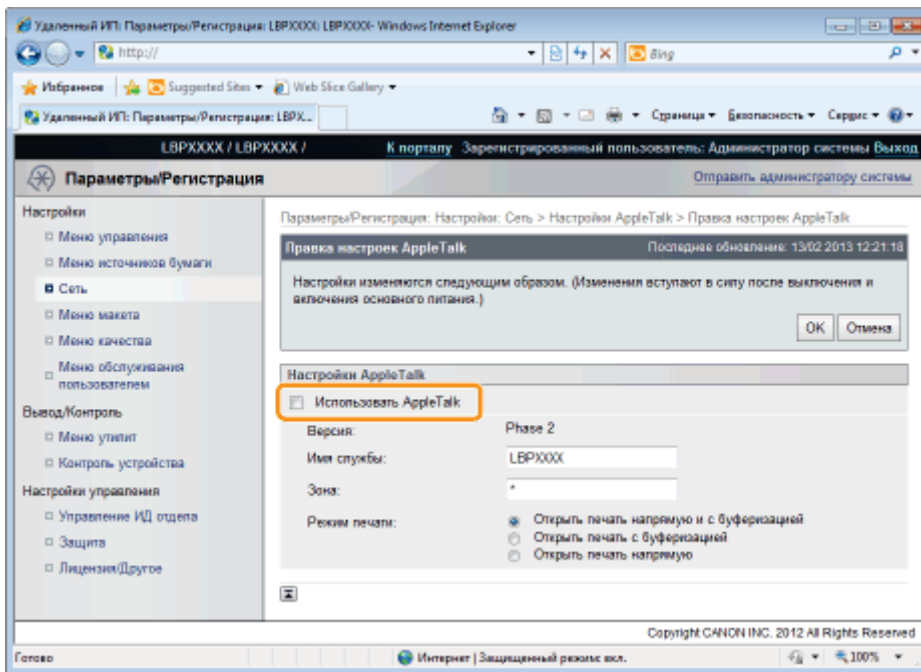 Удаленный ИП: Параметры/Регистрация: LBPXXXX: LBPXXXX- Windows Internet Explorer
http://
Bing
Избранное Suggested Sites Web Slice Gallery
Удаленный ИП: Параметры/Регистрация: LBPX...
Страница Безопасность Сервис
LBPXXXX / LBPXXXX /
К порталу Зарегистрированный пользователь: Администратор системы Выход
Параметры/Регистрация
Отправить администратору системы
Настройки
Меню управления
Меню источников бумаги
Сеть
Меню макета
Меню качества
Меню обслуживания
пользователем
Вывод/Контроль
Меню утилит
Контроль устройства
Настройки управления
Управление ИД отдела
Защита
Лицензия/Другое
Параметры/Регистрация: Настройки: Сеть > Настройки AppleTalk > Правка настроек AppleTalk
Правка настроек AppleTalk
Последнее обновление: 13/02 2013 12:21:18
Настройки изменяются следующим образом. (Изменения вступают в силу после выключения и
включения основного питания.)
OK Отмена
Настройки AppleTalk
Использовать AppleTalk
Версия: Phase 2
Имя службы: LBPXXXX
Зона: *
Режим печати: Открыть печать напрямую и с буферизацией
Открыть печать с буферизацией
Открыть печать напрямую
Copyright CANON INC. 2012 All Rights Reserved
Готово
Интернет | Защищенный режим: вкл.
100%